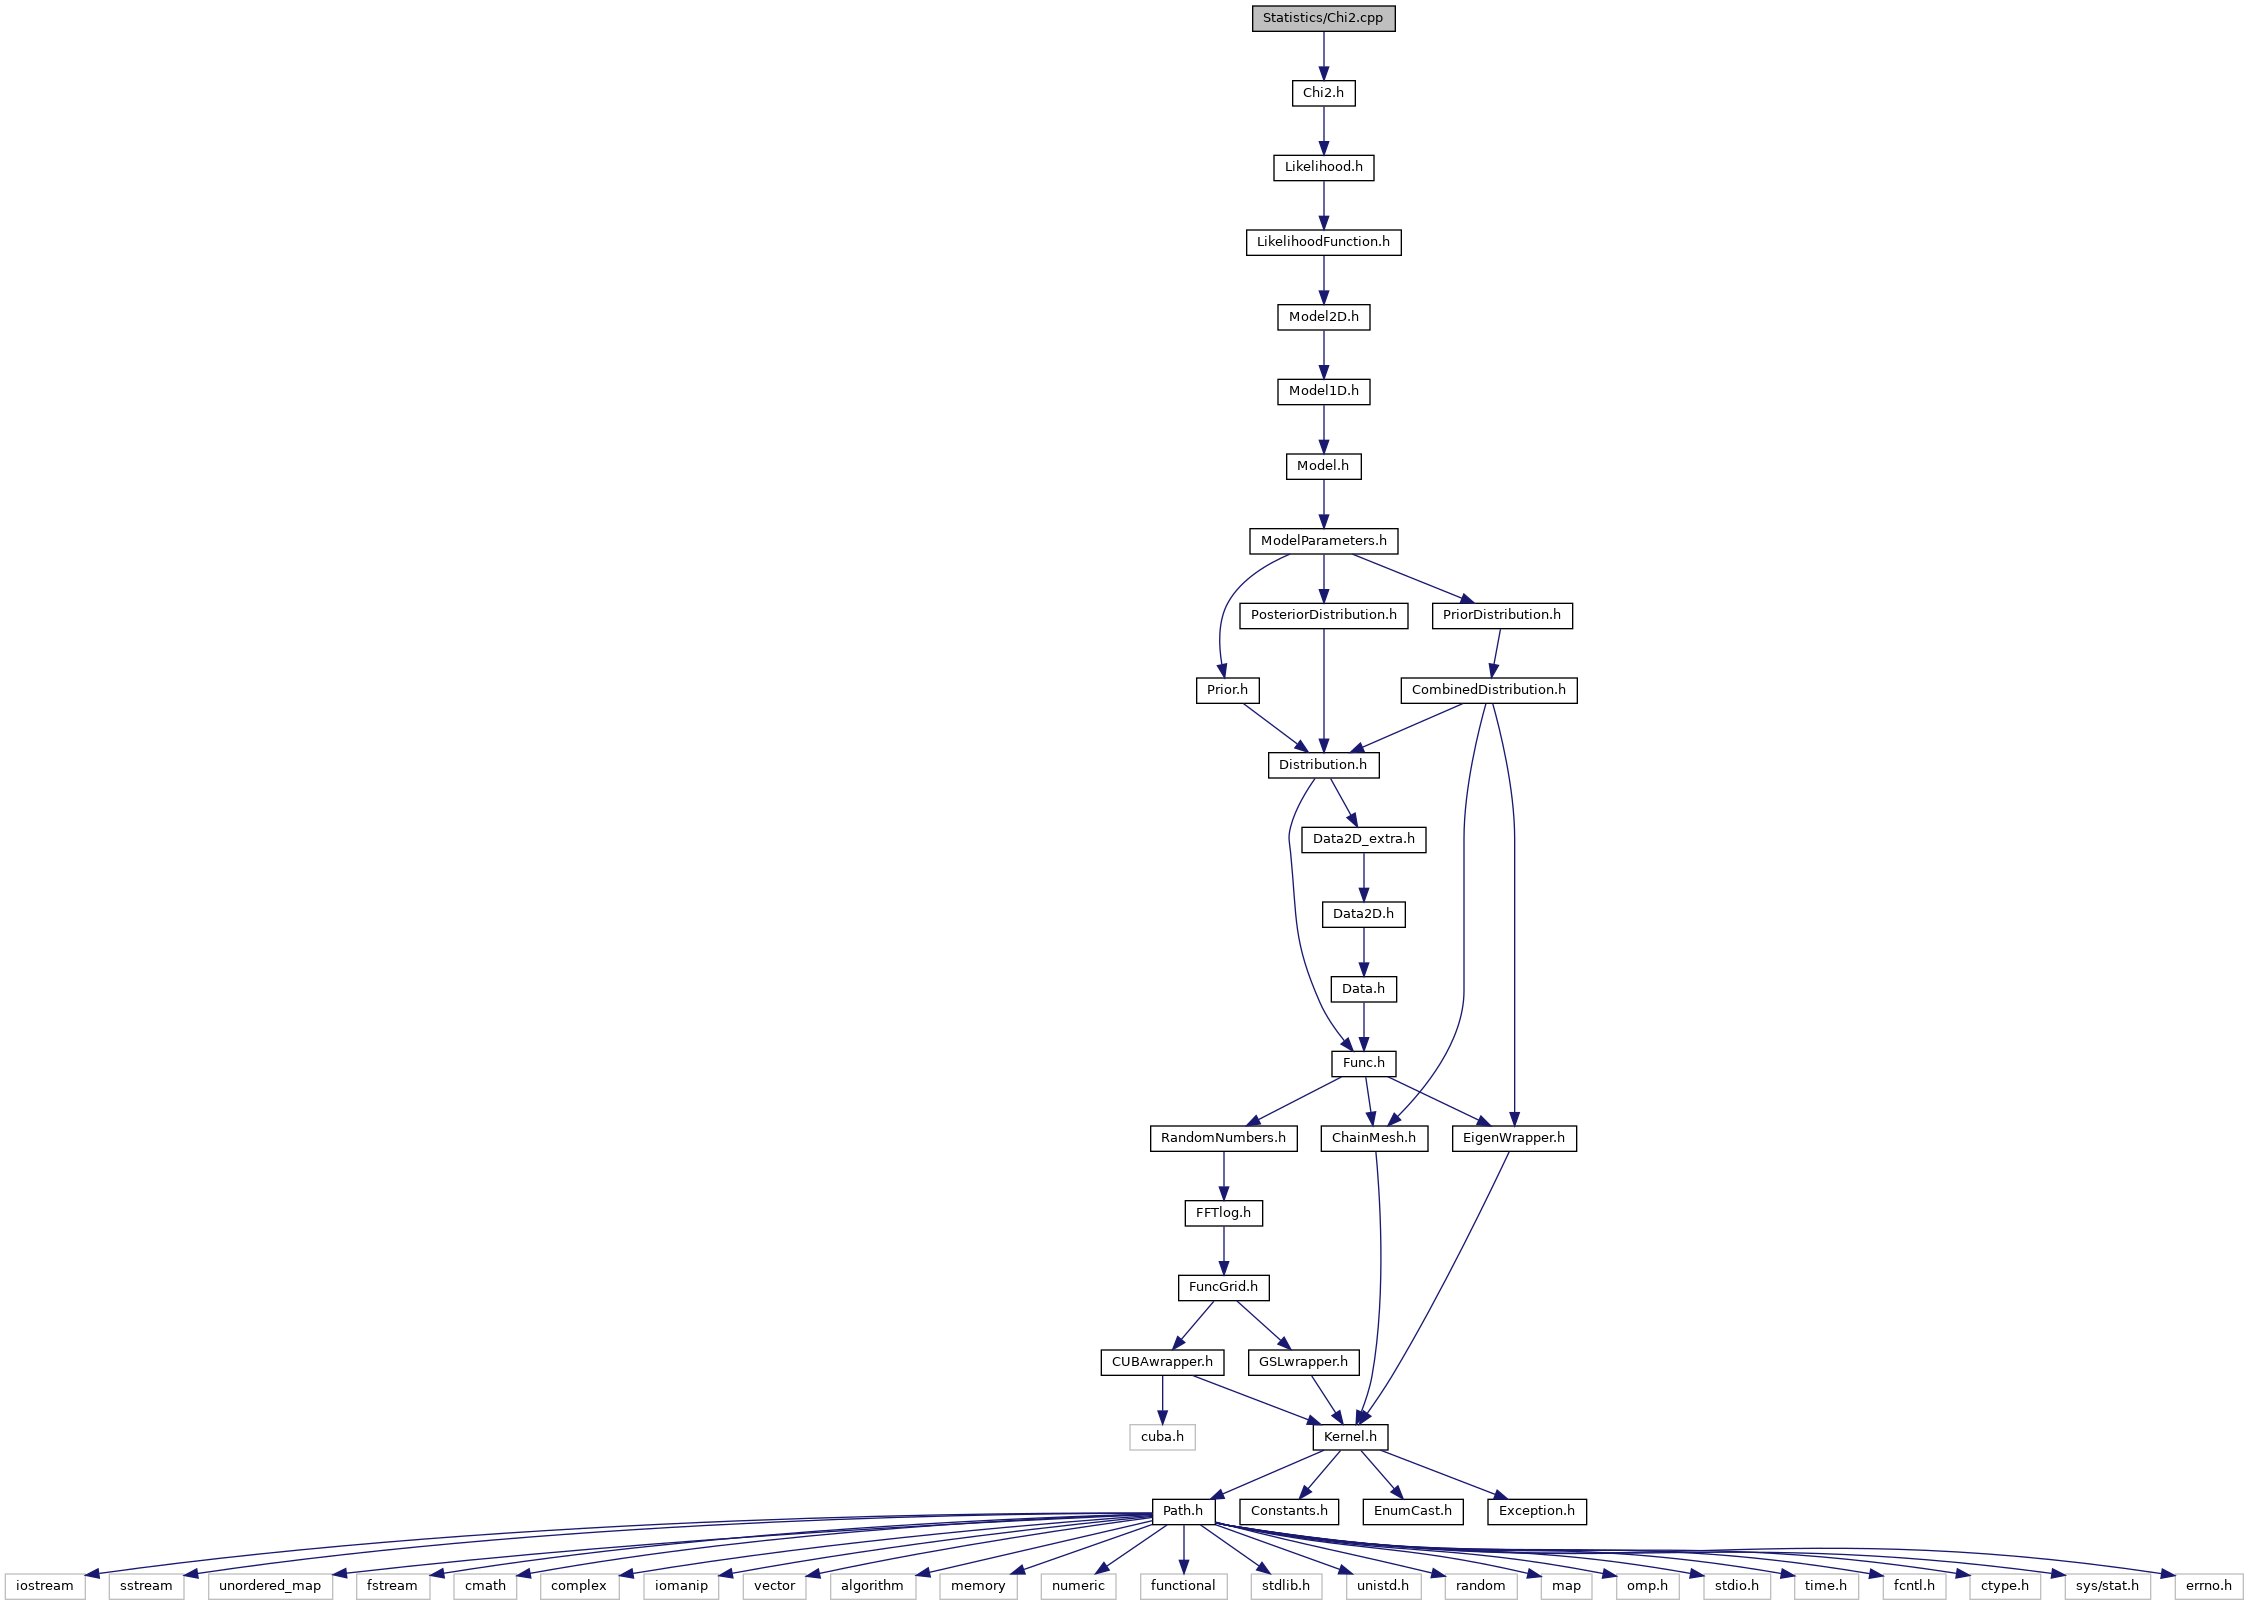 Statistics/Chi2.cpp
Chi2.h
Likelihood.h
LikelihoodFunction.h
Model2D.h
Model1D.h
Model.h
ModelParameters.h
PosteriorDistribution.h
PriorDistribution.h
Prior.h
CombinedDistribution.h
Distribution.h
Data2D_extra.h
Data2D.h
Data.h
Func.h
RandomNumbers.h
ChainMesh.h
EigenWrapper.h
FFTlog.h
FuncGrid.h
CUBAwrapper.h
GSLwrapper.h
cuba.h
Kernel.h
Path.h
Constants.h
EnumCast.h
Exception.h
iostream
sstream
unordered_map
fstream
cmath
complex
iomanip
vector
algorithm
memory
numeric
functional
stdlib.h
unistd.h
random
map
omp.h
stdio.h
time.h
fcntl.h
ctype.h
sys/stat.h
errno.h